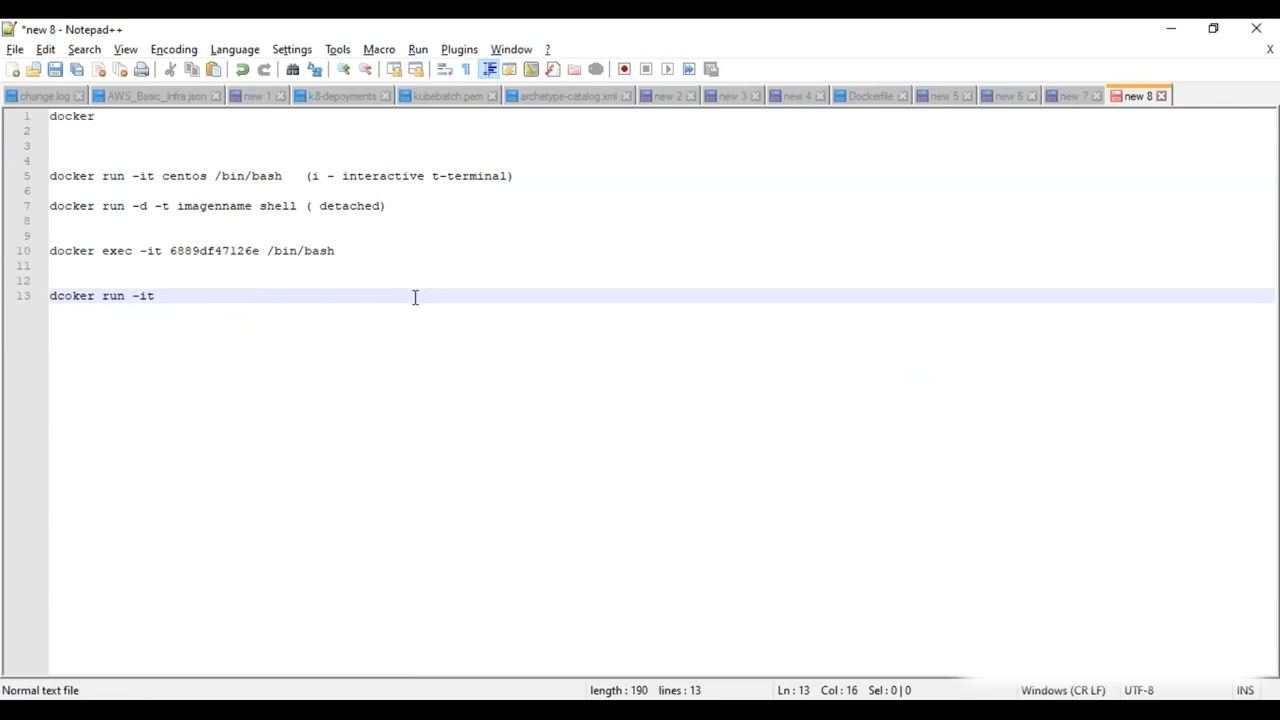 *new 8 - Notepad++
File Edit Search View Encoding Language Settings Tools Macro Run Plugins Window ? X
change.log AWS_Basic_Infra.json new 1 k8-depoyments kubebatch.pem archetype-catalog.xml new 2 new 3 new 4 Dockerfile new 5 new 6 new 7 new 8
1 docker
2
3
4
5 docker run -it centos /bin/bash (i - interactive t-terminal)
6
7 docker run -d -t imagenname shell ( detached)
8
9
10 docker exec -it 6889df47126e /bin/bash
11
12
13 dcoker run -it
Normal text file length : 190 lines : 13 Ln : 13 Col : 16 Sel : 0 | 0 Windows (CR LF) UTF-8 INS